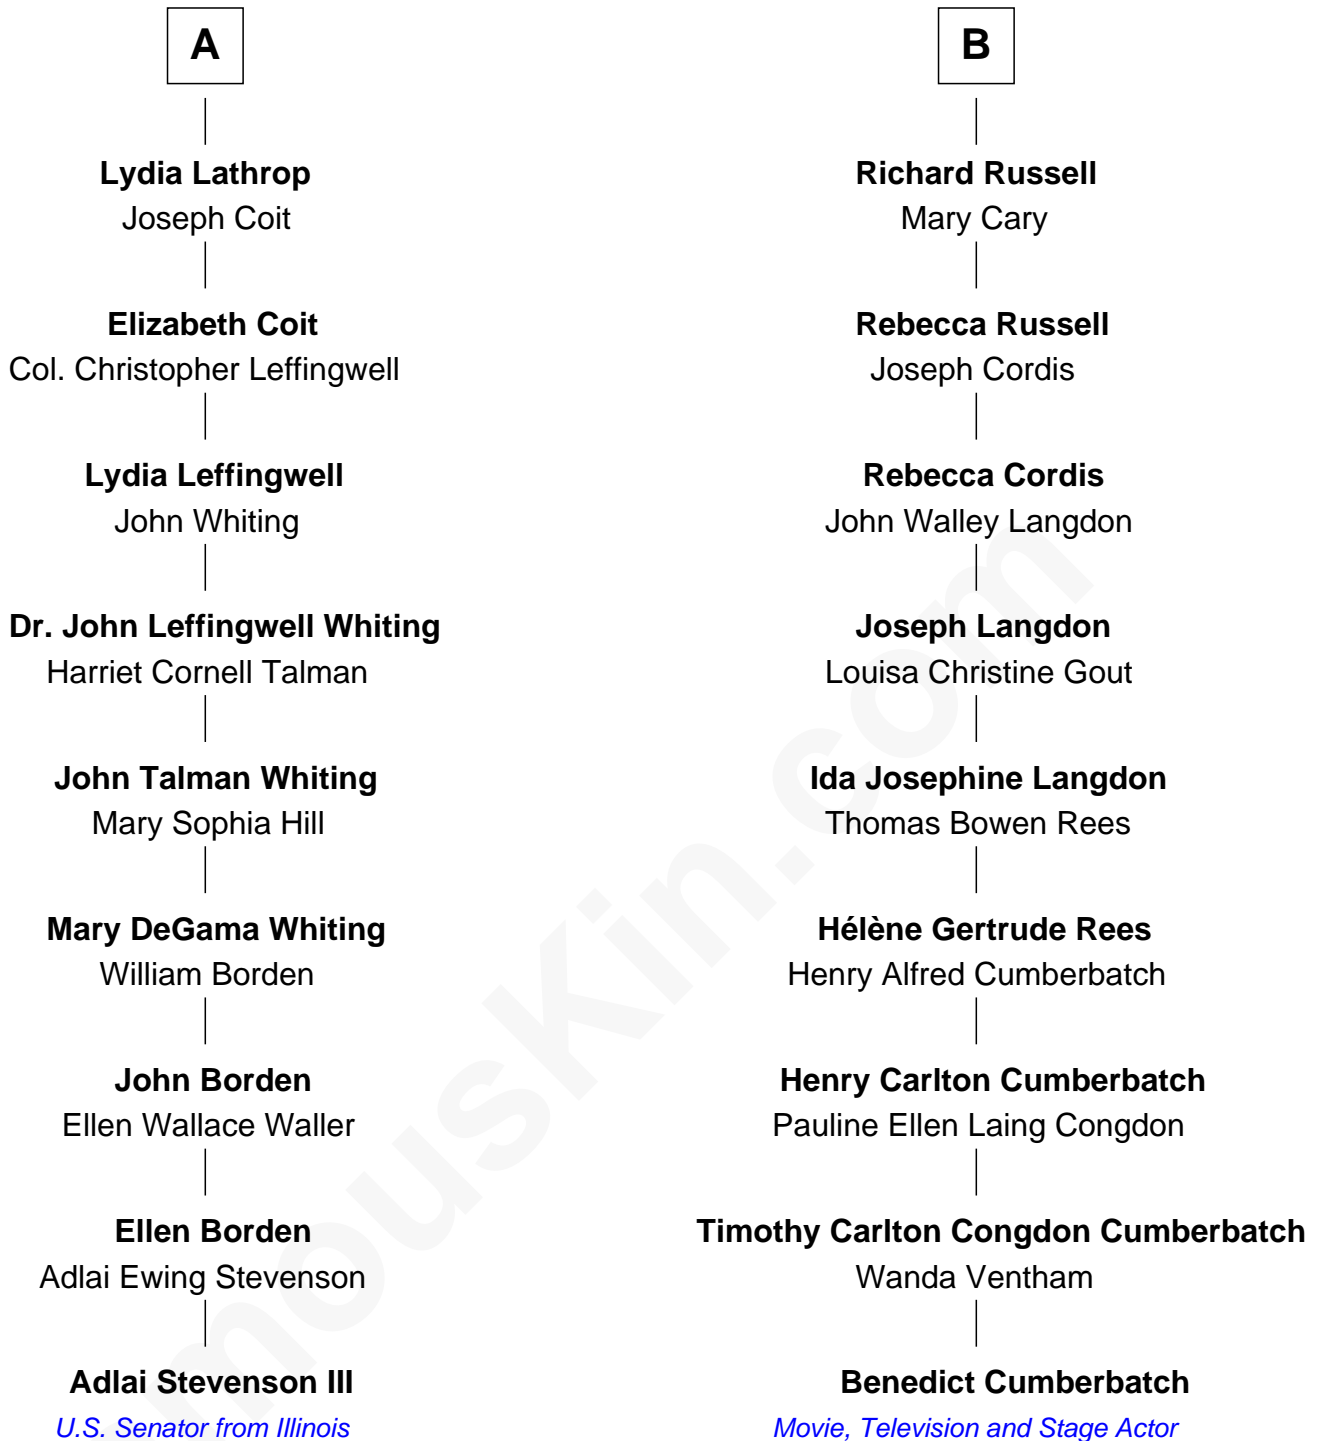 A
B
Lydia Lathrop
Joseph Coit
Richard Russell
Mary Cary
Elizabeth Coit
Col. Christopher Leffingwell
Rebecca Russell
Joseph Cordis
Lydia Leffingwell
John Whiting
Rebecca Cordis
John Walley Langdon
Dr. John Leffingwell Whiting
Harriet Cornell Talman
Joseph Langdon
Louisa Christine Gout
John Talman Whiting
Mary Sophia Hill
Ida Josephine Langdon
Thomas Bowen Rees
Mary DeGama Whiting
William Borden
Hélène Gertrude Rees
Henry Alfred Cumberbatch
John Borden
Ellen Wallace Waller
Henry Carlton Cumberbatch
Pauline Ellen Laing Congdon
Ellen Borden
Adlai Ewing Stevenson
Timothy Carlton Congdon Cumberbatch
Wanda Ventham
Adlai Stevenson III
U.S. Senator from Illinois
Benedict Cumberbatch
Movie, Television and Stage Actor
mousKin.com